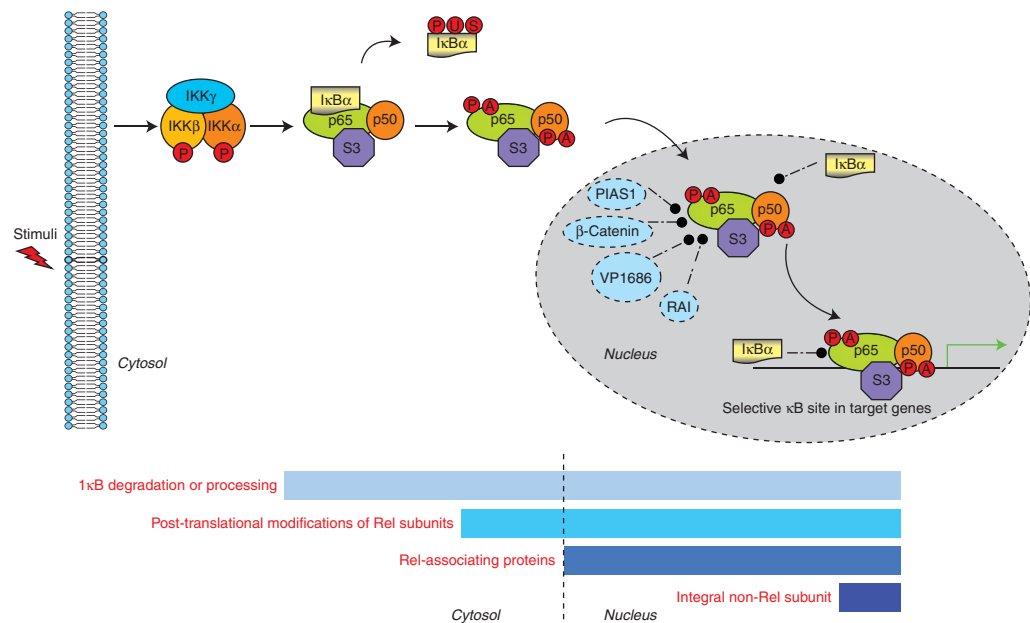 P U S
IκBα
IKKγ
IKKβ
IKKα
P
P
IκBα
p65
p50
S3
P A
p65
p50
P A
S3
IκBα
PIAS1
P A
p65
p50
P A
S3
β-Catenin
VP1686
RAI
Stimuli
Cytosol
Nucleus
IκBα
P A
p65
p50
P A
S3
Selective κB site in target genes
1κB degradation or processing
Post-translational modifications of Rel subunits
Rel-associating proteins
Integral non-Rel subunit
Cytosol
Nucleus